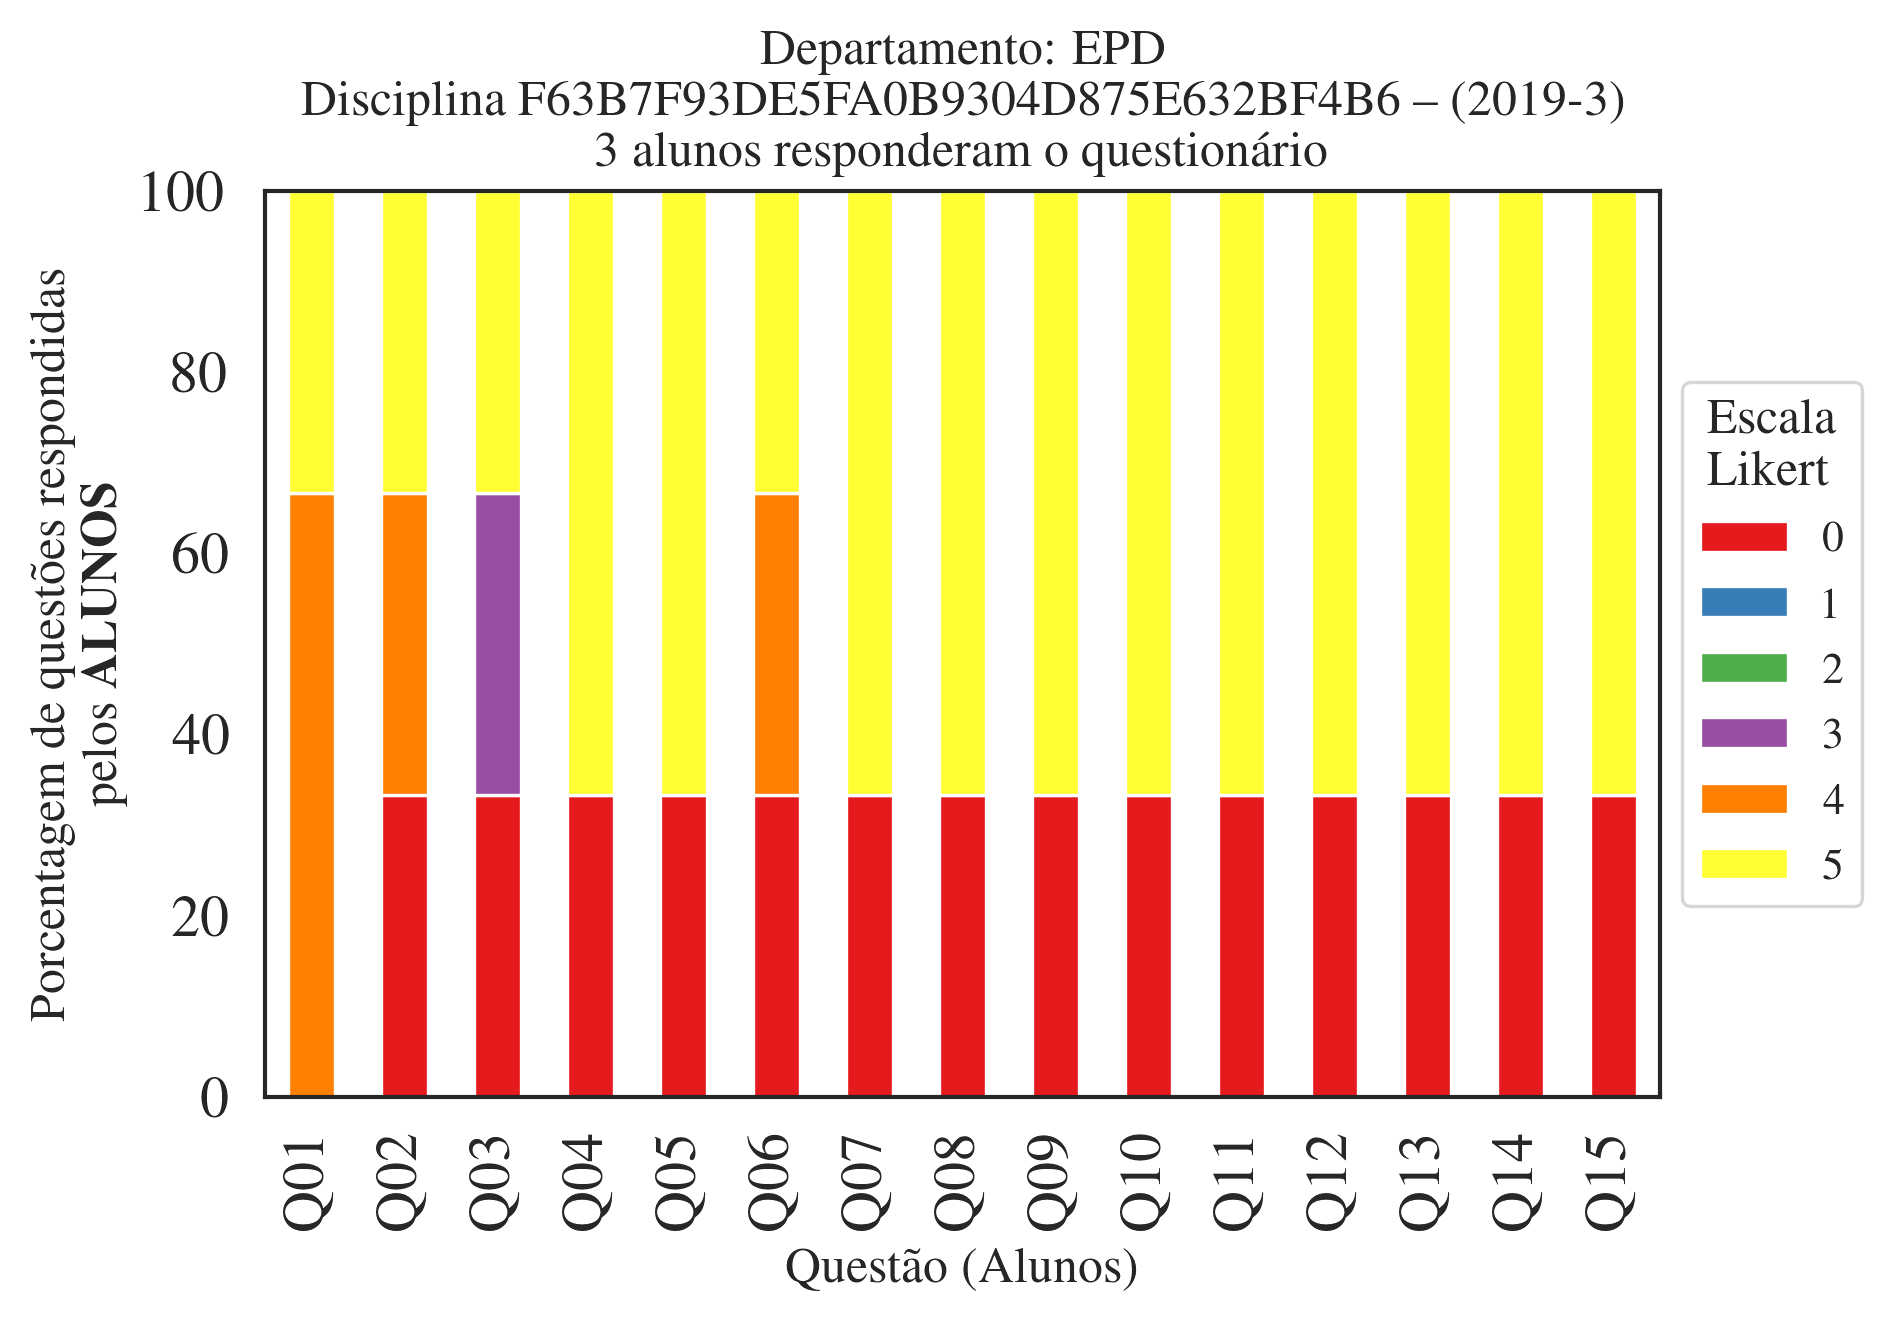 Departamento: EPD
Disciplina F63B7F93DE5FA0B9304D875E632BF4B6 – (2019-3)
3 alunos responderam o questionário
Porcentagem de questões respondidas
pelos ALUNOS
100
80
60
40
20
0
Q01
Q02
Q03
Q04
Q05
Q06
Q07
Q08
Q09
Q10
Q11
Q12
Q13
Q14
Q15
Questão (Alunos)
Escala
Likert
0
1
2
3
4
5